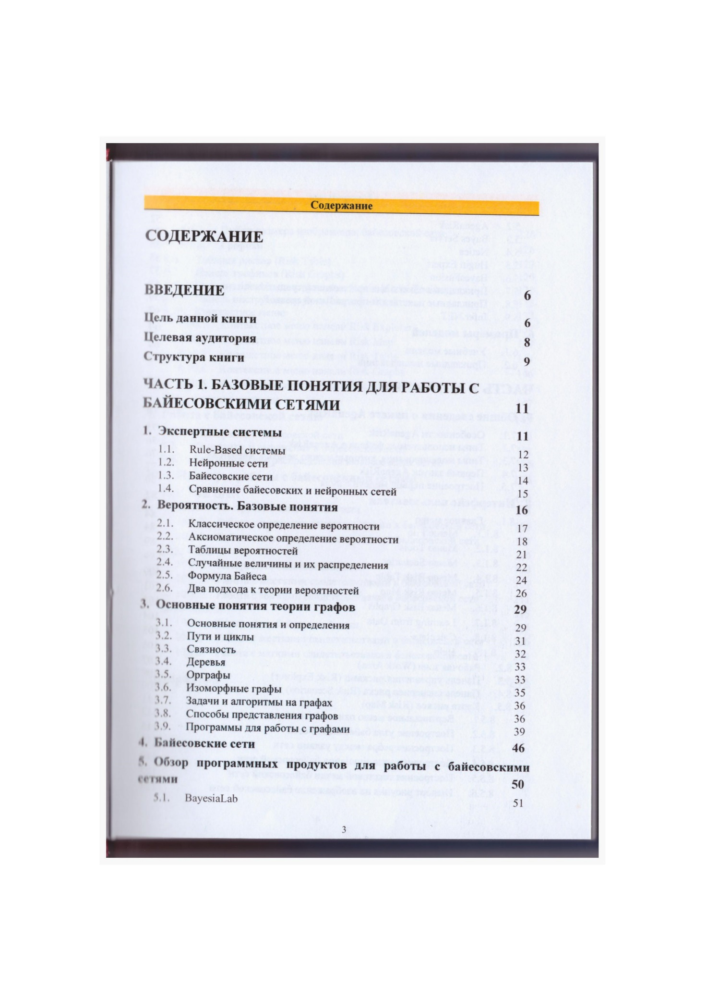 Содержание
СОДЕРЖАНИЕ
ВВЕДЕНИЕ 6
Цель данной книги 6
Целевая аудитория 8
Структура книги 9
ЧАСТЬ 1. БАЗОВЫЕ ПОНЯТИЯ ДЛЯ РАБОТЫ С
БАЙЕСОВСКИМИ СЕТЯМИ 11
1. Экспертные системы 11
1.1. Rule-Based системы 12
1.2. Нейронные сети 13
1.3. Байесовские сети 14
1.4. Сравнение байесовских и нейронных сетей 15
2. Вероятность. Базовые понятия 16
2.1. Классическое определение вероятности 17
2.2. Аксиоматическое определение вероятности 18
2.3. Таблицы вероятностей 21
2.4. Случайные величины и их распределения 22
2.5. Формула Байеса 24
2.6. Два подхода к теории вероятностей 26
3. Основные понятия теории графов 29
3.1. Основные понятия и определения 29
3.2. Пути и циклы 31
3.3. Связность 32
3.4. Деревья 33
3.5. Орграфы 33
3.6. Изоморфные графы 35
3.7. Задачи и алгоритмы на графах 36
3.8. Способы представления графов 36
3.9. Программы для работы с графами 39
4. Байесовские сети 46
5. Обзор программных продуктов для работы с байесовскими
сетями 50
5.1. BayesiaLab 51
3